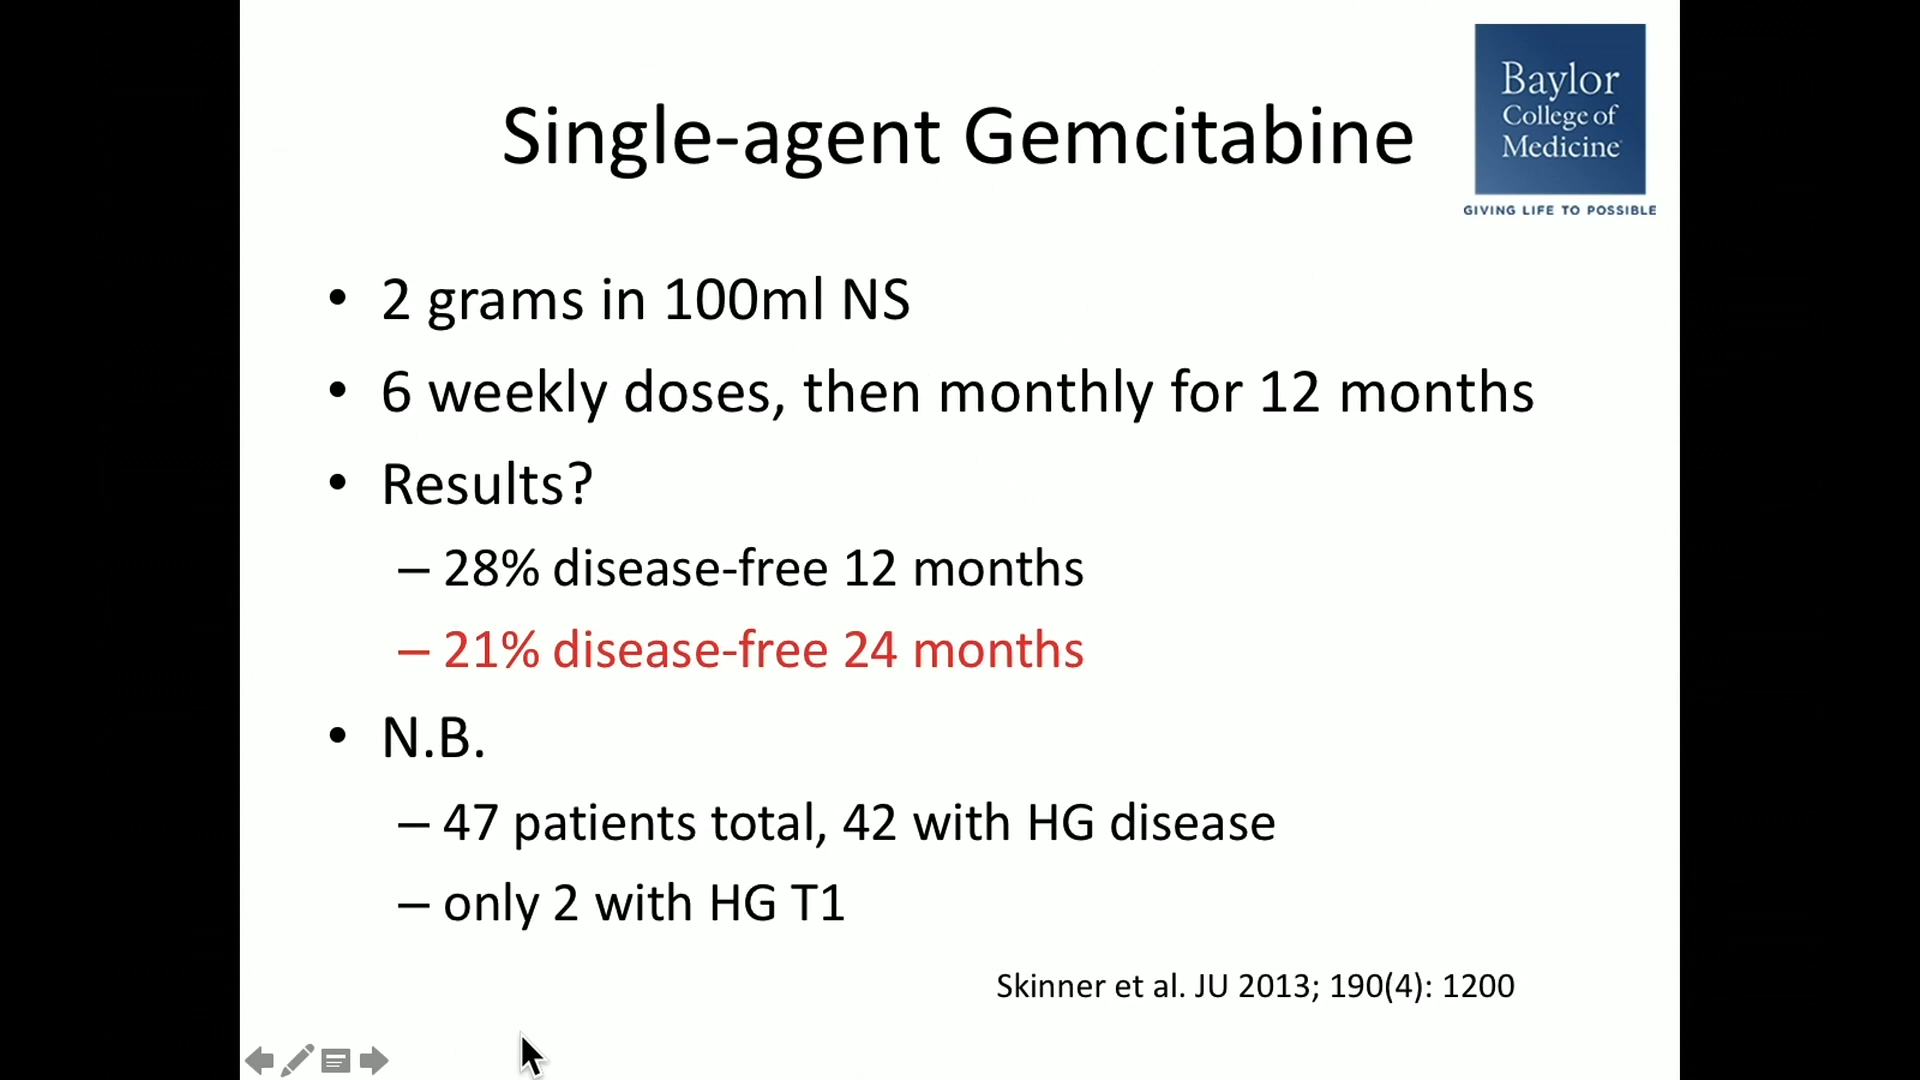 Baylor
College of
Medicine
GIVING LIFE TO POSSIBLE
Single-agent Gemcitabine
• 2 grams in 100ml NS
• 6 weekly doses, then monthly for 12 months
• Results?
– 28% disease-free 12 months
– 21% disease-free 24 months
• N.B.
– 47 patients total, 42 with HG disease
– only 2 with HG T1
Skinner et al. JU 2013; 190(4): 1200